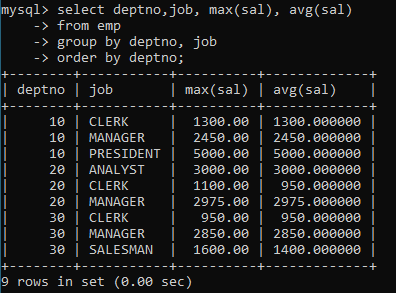 mysql> select deptno,job, max(sal), avg(sal)
    -> from emp
    -> group by deptno, job
    -> order by deptno;
+--------+-----------+----------+-------------+
| deptno | job       | max(sal) | avg(sal)    |
+--------+-----------+----------+-------------+
|     10 | CLERK     |  1300.00 | 1300.000000 |
|     10 | MANAGER   |  2450.00 | 2450.000000 |
|     10 | PRESIDENT |  5000.00 | 5000.000000 |
|     20 | ANALYST   |  3000.00 | 3000.000000 |
|     20 | CLERK     |  1100.00 |  950.000000 |
|     20 | MANAGER   |  2975.00 | 2975.000000 |
|     30 | CLERK     |   950.00 |  950.000000 |
|     30 | MANAGER   |  2850.00 | 2850.000000 |
|     30 | SALESMAN  |  1600.00 | 1400.000000 |
+--------+-----------+----------+-------------+
9 rows in set (0.00 sec)